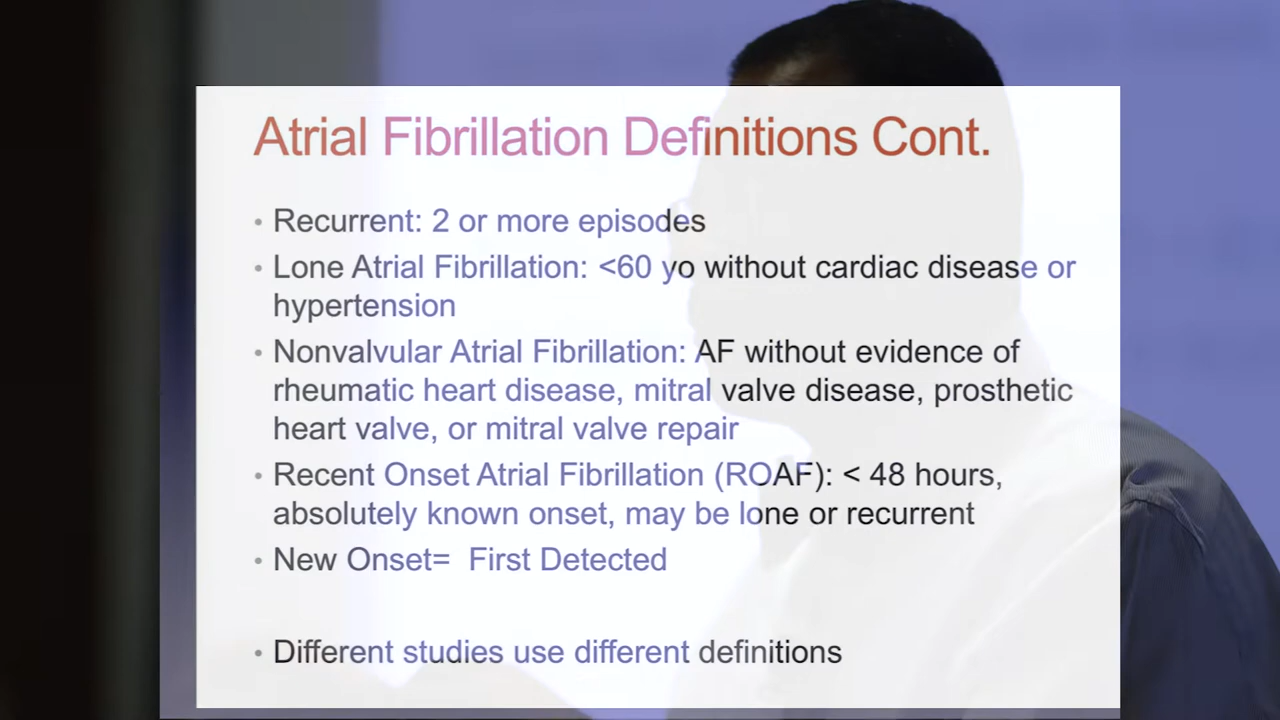 Atrial Fibrillation Definitions Cont.
• Recurrent: 2 or more episodes
• Lone Atrial Fibrillation: <60 yo without cardiac disease or
hypertension
• Nonvalvular Atrial Fibrillation: AF without evidence of
rheumatic heart disease, mitral valve disease, prosthetic
heart valve, or mitral valve repair
• Recent Onset Atrial Fibrillation (ROAF): < 48 hours,
absolutely known onset, may be lone or recurrent
• New Onset=  First Detected
• Different studies use different definitions